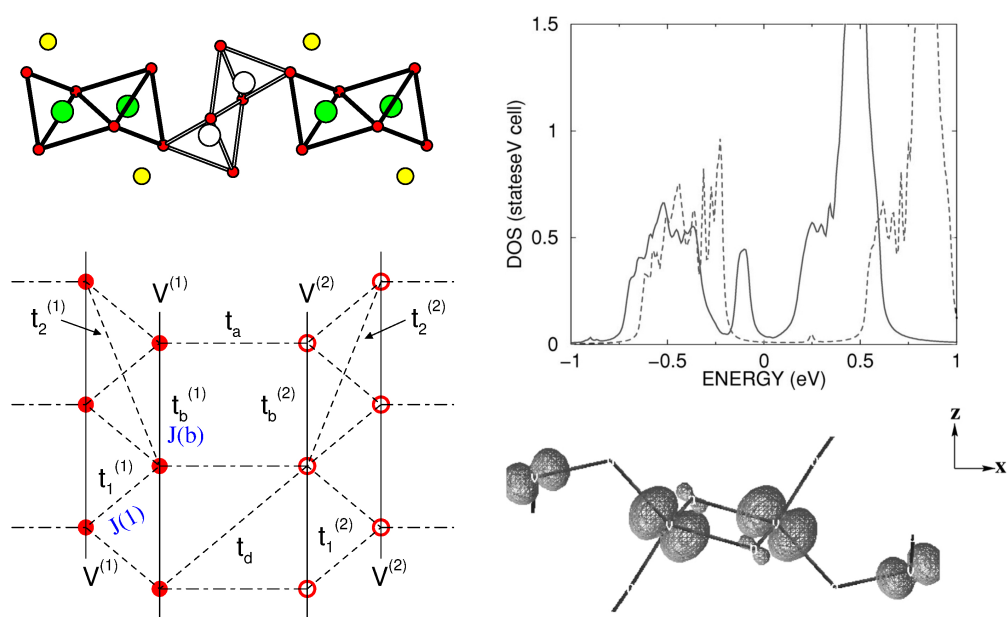 1.5
1
0.5
0
−1
−0.5
0
0.5
1
DOS (stateseV cell)
ENERGY (eV)
V(1)
V(2)
t2(1)
ta
t2(2)
tb(1)
tb(2)
J(b)
t1(1)
J(1)
td
t1(2)
V(1)
V(2)
z
x